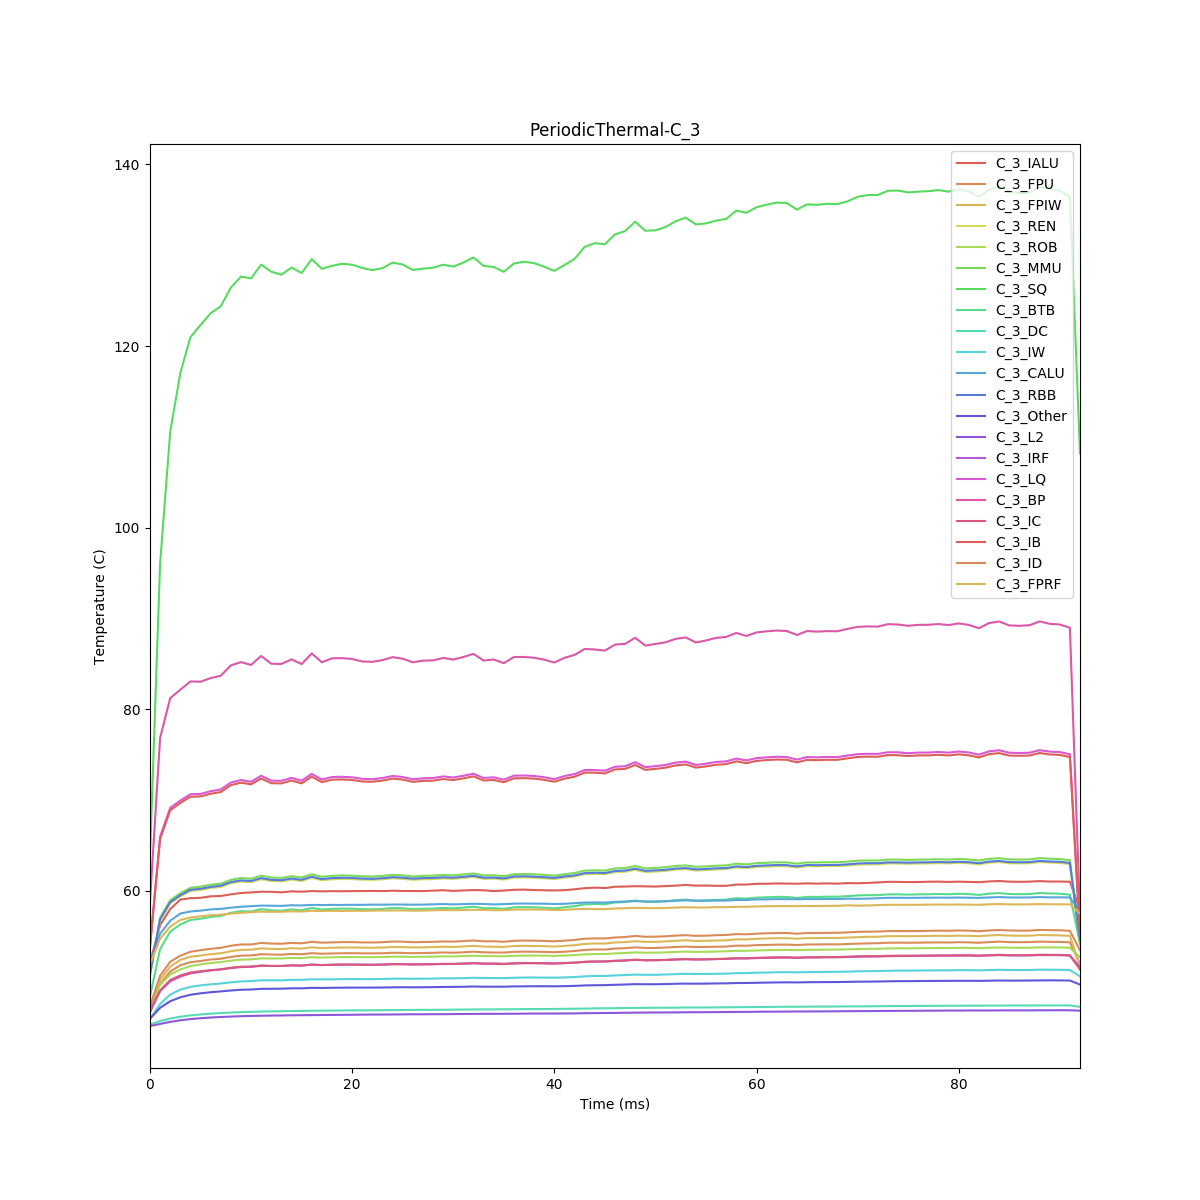 PeriodicThermal-C_3
140
120
100
80
60
Temperature (C)
0 20 40 60 80
Time (ms)
C_3_IALU
C_3_FPU
C_3_FPIW
C_3_REN
C_3_ROB
C_3_MMU
C_3_SQ
C_3_BTB
C_3_DC
C_3_IW
C_3_CALU
C_3_RBB
C_3_Other
C_3_L2
C_3_IRF
C_3_LQ
C_3_BP
C_3_IC
C_3_IB
C_3_ID
C_3_FPRF